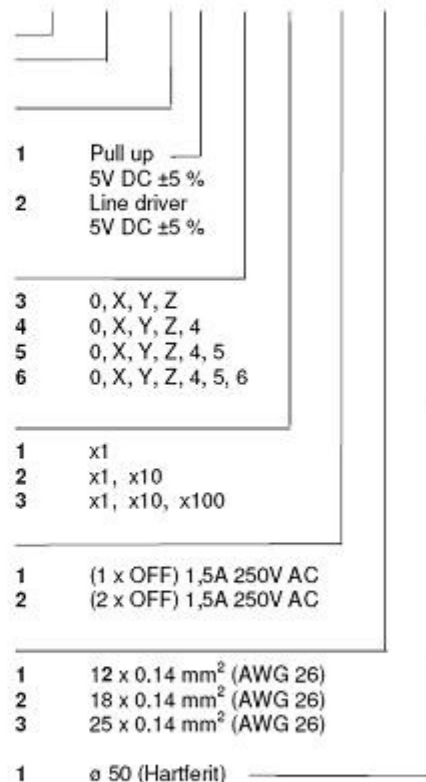 1 Pull up
5V DC ±5 %
2 Line driver
5V DC ±5 %
3 0, X, Y, Z
4 0, X, Y, Z, 4
5 0, X, Y, Z, 4, 5
6 0, X, Y, Z, 4, 5, 6
1 x1
2 x1, x10
3 x1, x10, x100
1 (1 x OFF) 1,5A 250V AC
2 (2 x OFF) 1,5A 250V AC
1 12 x 0.14 mm² (AWG 26)
2 18 x 0.14 mm² (AWG 26)
3 25 x 0.14 mm² (AWG 26)
1 ø 50 (Hartferit)